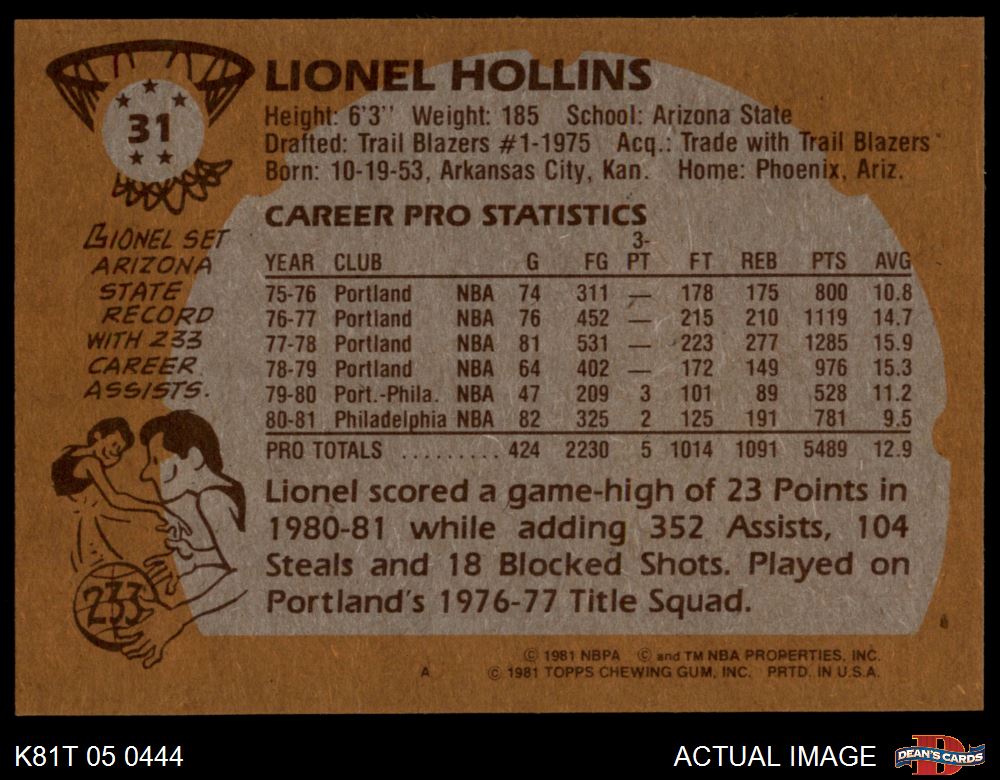 31
LIONEL HOLLINS
Height: 6'3" Weight: 185 School: Arizona State
Drafted: Trail Blazers #1-1975 Acq.: Trade with Trail Blazers
Born: 10-19-53, Arkansas City, Kan. Home: Phoenix, Ariz.
LIONEL SET
ARIZONA
STATE
RECORD
WITH 233
CAREER
ASSISTS.
233
CAREER PRO STATISTICS
YEAR CLUB G FG 3-PT FT REB PTS AVG
75-76 Portland NBA 74 311 — 178 175 800 10.8
76-77 Portland NBA 76 452 — 215 210 1119 14.7
77-78 Portland NBA 81 531 — 223 277 1285 15.9
78-79 Portland NBA 64 402 — 172 149 976 15.3
79-80 Port.-Phila. NBA 47 209 3 101 89 528 11.2
80-81 Philadelphia NBA 82 325 2 125 191 781 9.5
PRO TOTALS ......... 424 2230 5 1014 1091 5489 12.9
Lionel scored a game-high of 23 Points in
1980-81 while adding 352 Assists, 104
Steals and 18 Blocked Shots. Played on
Portland's 1976-77 Title Squad.
© 1981 NBPA © and TM NBA PROPERTIES, INC.
A © 1981 TOPPS CHEWING GUM, INC. PRTD. IN U.S.A.
K81T 05 0444 ACTUAL IMAGE
D
DEAN'S CARDS